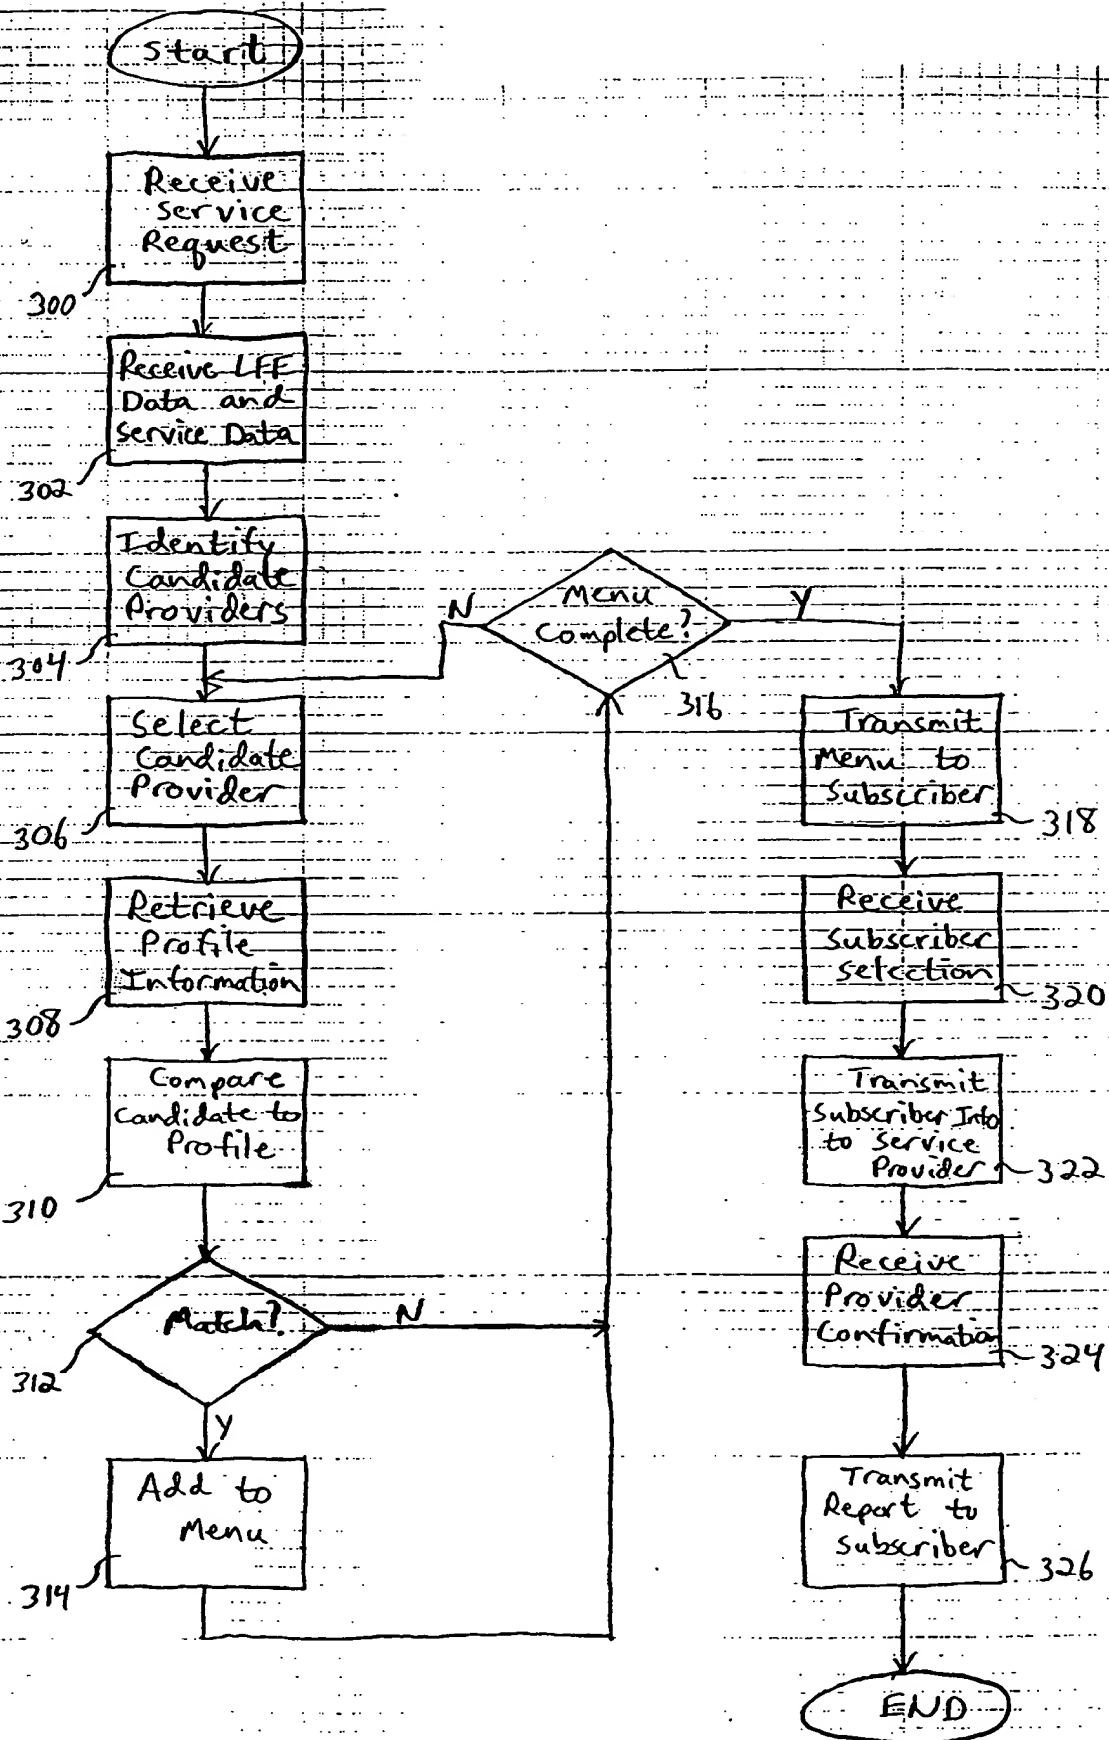 Start
Receive
Service
Request
300
Receive LFF
Data and
Service Data
302
Identify
Candidate
Providers
304
Select
Candidate
Provider
306
Retrieve
Profile
Information
308
Compare
Candidate to
Profile
310
Match?
N
312
Y
Add to
Menu
314
Menu
Complete?
N
Y
316
Transmit
Menu to
Subscriber
318
Receive
Subscriber
Selection
320
Transmit
Subscriber Info
to Service
Provider
322
Receive
Provider
Confirmation
324
Transmit
Report to
Subscriber
326
END